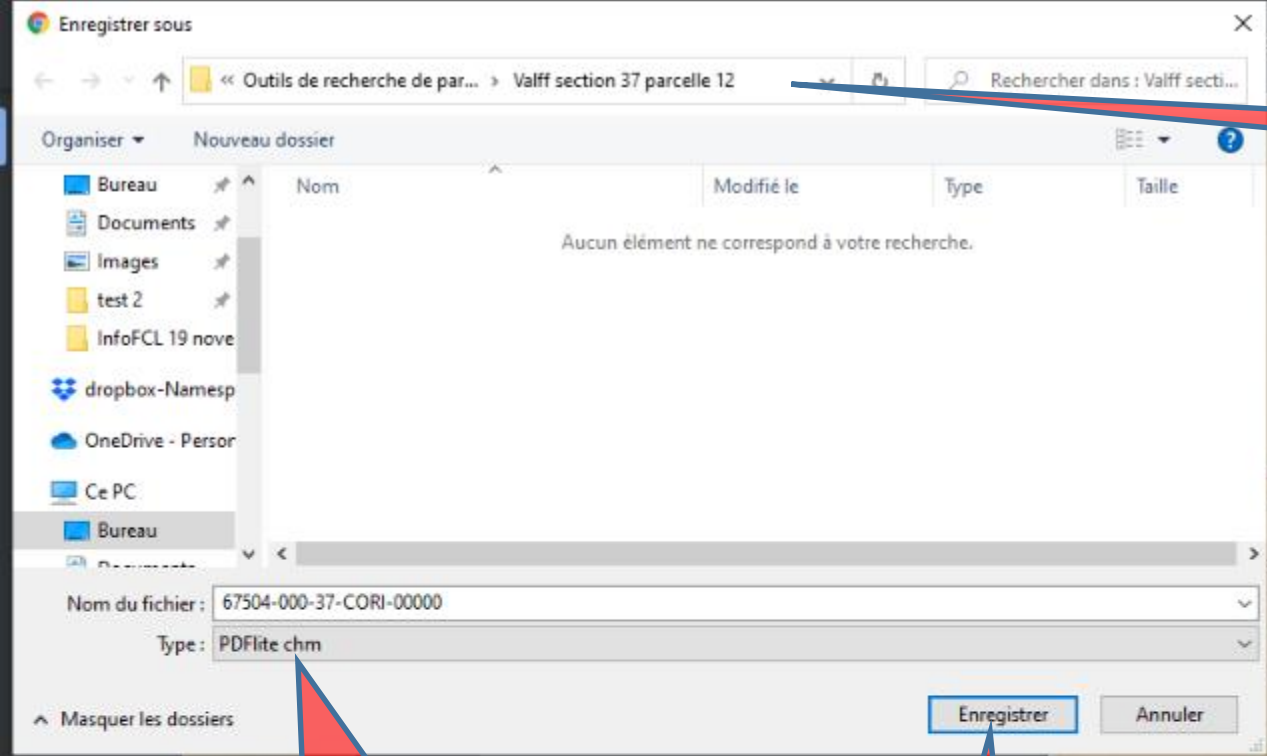 Enregistrer sous
« Outils de recherche de par... › Valff section 37 parcelle 12
Rechercher dans : Valff secti...
Organiser Nouveau dossier
Nom Modifié le Type Taille
Aucun élément ne correspond à votre recherche.
Bureau
Documents
Images
test 2
InfoFCL 19 nove
dropbox-Namesp
OneDrive - Person
Ce PC
Bureau
Documents
Nom du fichier : 67504-000-37-CORI-00000
Type : PDFlite chm
Masquer les dossiers Enregistrer Annuler